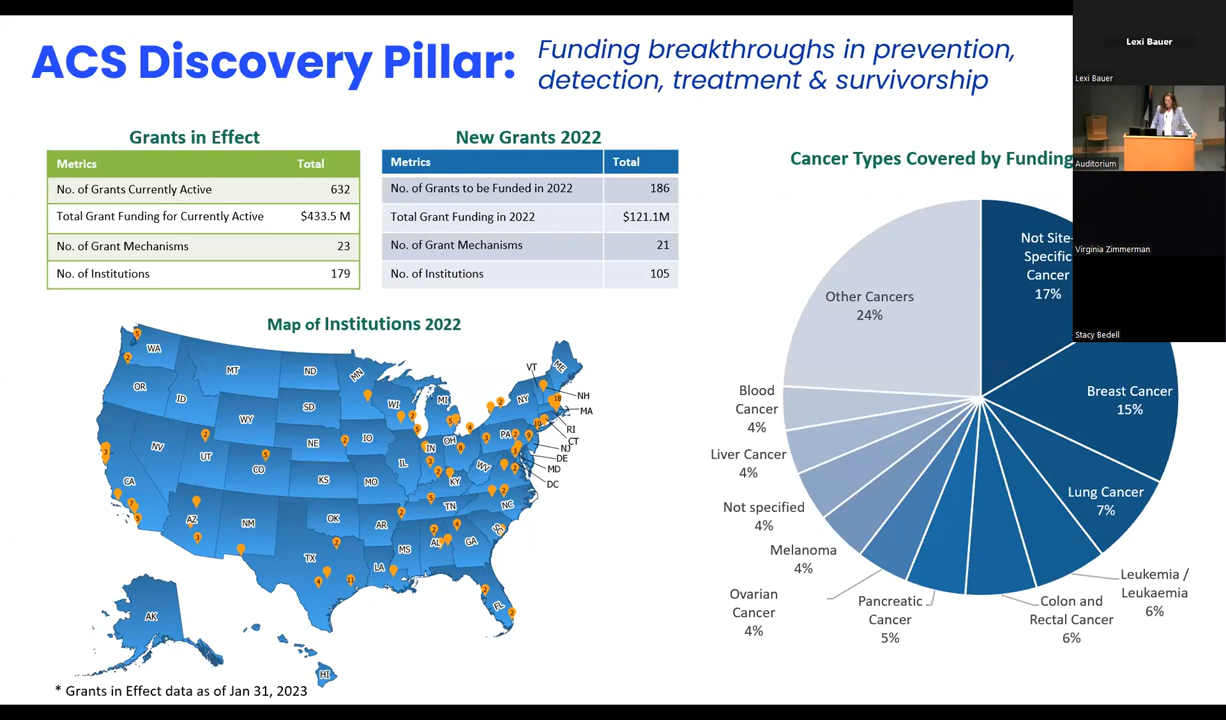 ACS Discovery Pillar:
Funding breakthroughs in prevention,
detection, treatment & survivorship
Lexi Bauer
Lexi Bauer
Auditorium
Virginia Zimmerman
Stacy Bedell
Grants in Effect
Metrics Total
No. of Grants Currently Active 632
Total Grant Funding for Currently Active $433.5 M
No. of Grant Mechanisms 23
No. of Institutions 179
New Grants 2022
Metrics Total
No. of Grants to be Funded in 2022 186
Total Grant Funding in 2022 $121.1M
No. of Grant Mechanisms 21
No. of Institutions 105
Map of Institutions 2022
WA
OR
ID
MT
ND
MN
SD
WY
NV
UT
CO
NE
KS
IO
MO
WI
MI
IL
IN
OH
KY
WV
PA
NY
VT
ME
NH
MA
RI
CT
NJ
DE
MD
DC
CA
AZ
NM
OK
TX
AR
LA
MS
AL
TN
NC
SC
GA
FL
AK
HI
* Grants in Effect data as of Jan 31, 2023
Cancer Types Covered by Funding
Not Site-
Specific
Cancer
17%
Breast Cancer
15%
Lung Cancer
7%
Leukemia /
Leukaemia
6%
Colon and
Rectal Cancer
6%
Pancreatic
Cancer
5%
Ovarian
Cancer
4%
Melanoma
4%
Not specified
4%
Liver Cancer
4%
Blood
Cancer
4%
Other Cancers
24%